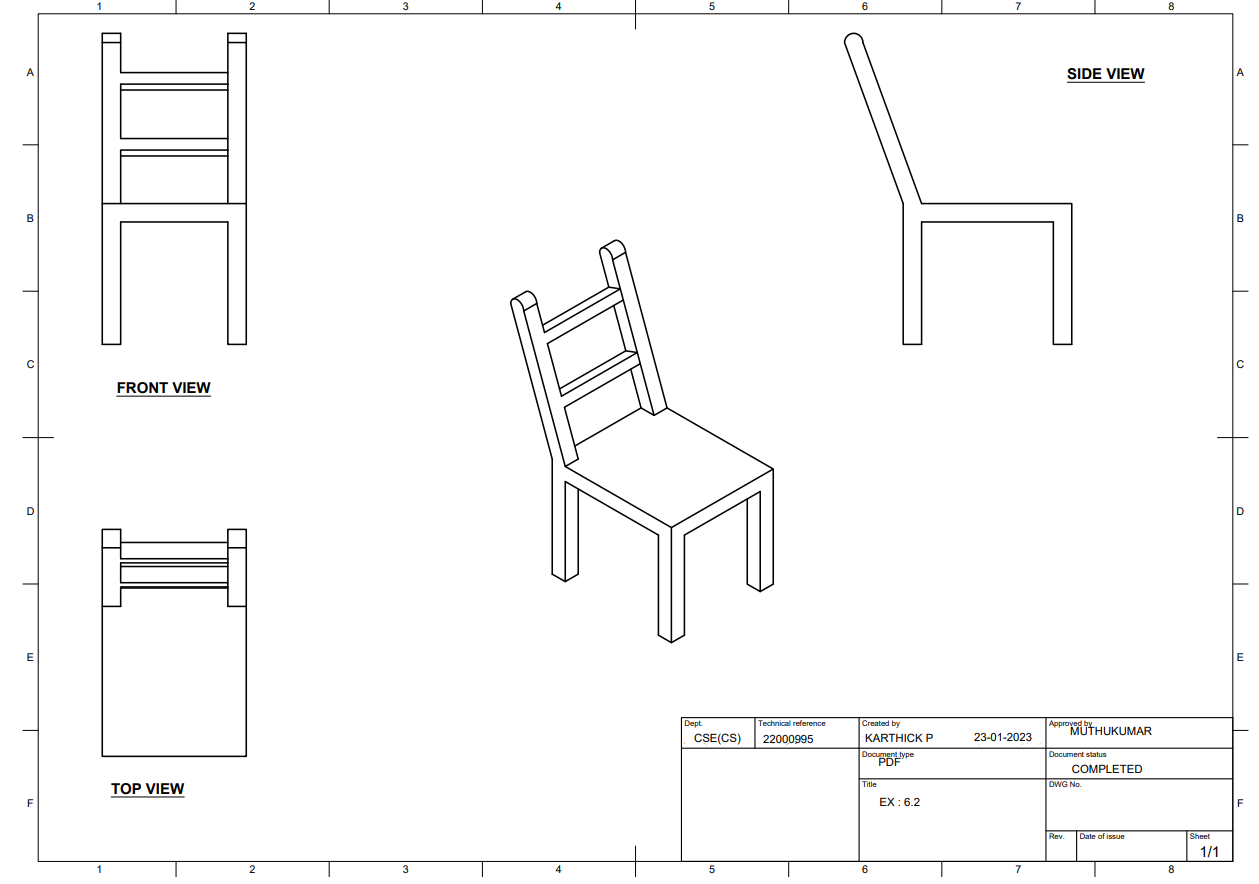 1 2 3 4 5 6 7 8
A A
SIDE VIEW
B B
C C
FRONT VIEW
D D
E E
TOP VIEW
F F
Dept. Technical reference Created by Approved by
CSE(CS) 22000995 KARTHICK P 23-01-2023 MUTHUKUMAR
Document type Document status
PDF COMPLETED
Title DWG No.
EX : 6.2
Rev. Date of issue Sheet
1/1
1 2 3 4 5 6 7 8